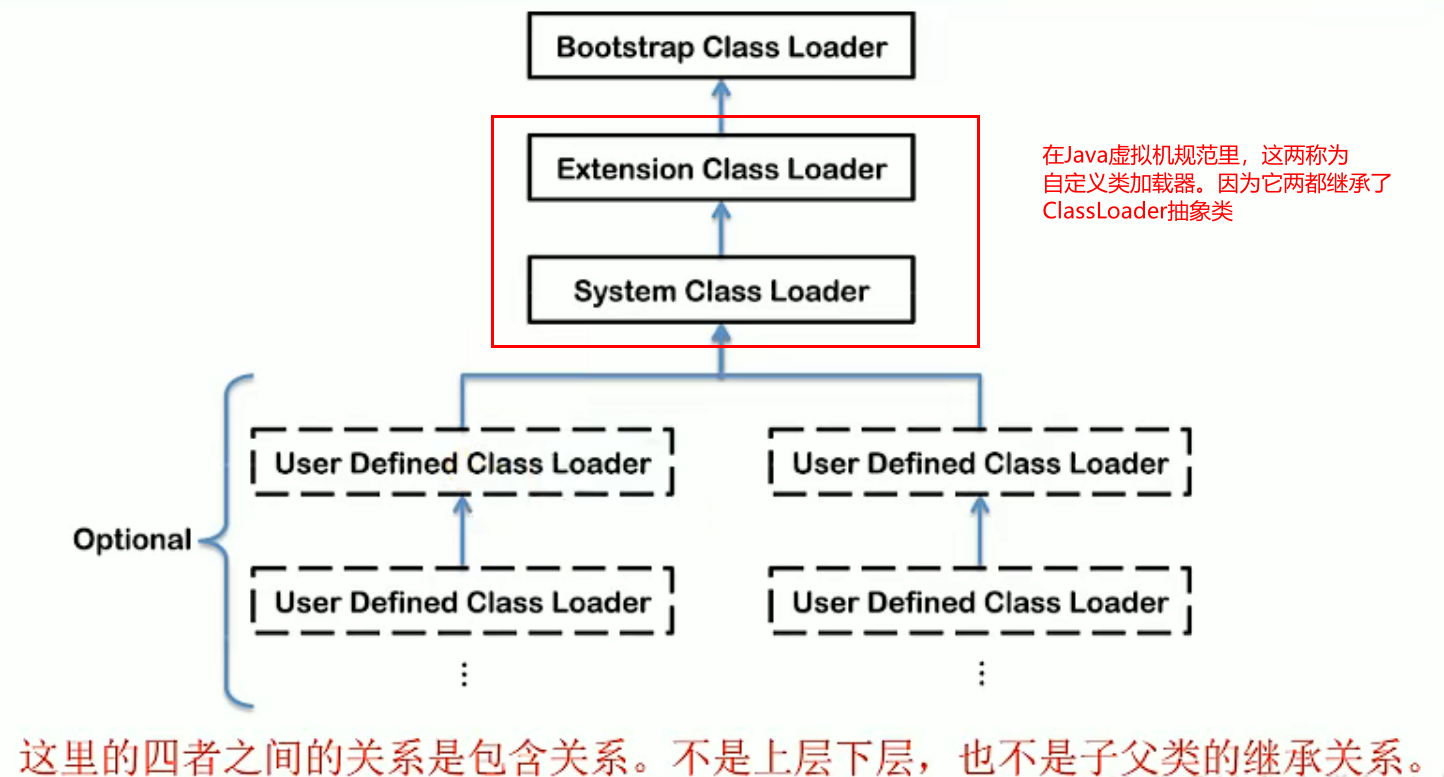 Bootstrap Class Loader
Extension Class Loader
在Java虚拟机规范里，这两称为
自定义类加载器。因为它两都继承了
ClassLoader抽象类
System Class Loader
User Defined Class Loader
User Defined Class Loader
Optional
User Defined Class Loader
User Defined Class Loader
这里的四者之间的关系是包含关系。不是上层下层，也不是子父类的继承关系。